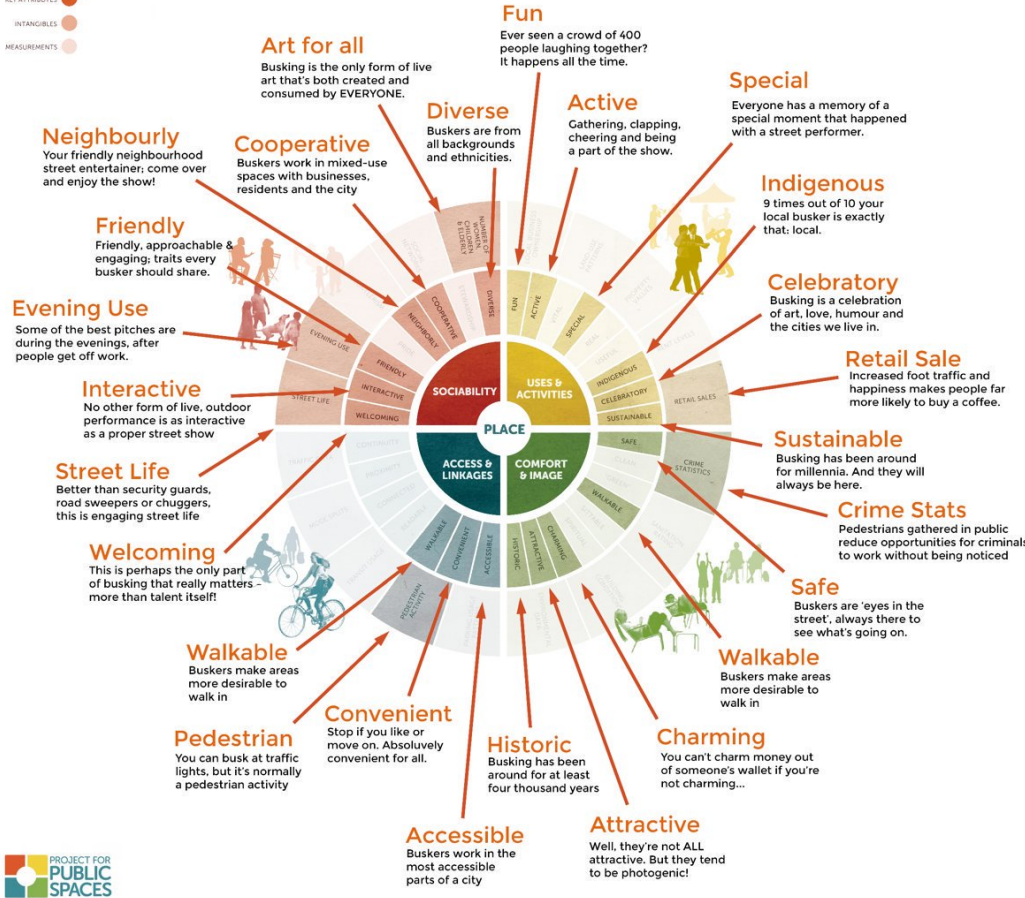 KEY ATTRIBUTES
INTANGIBLES
MEASUREMENTS
Fun
Ever seen a crowd of 400
people laughing together?
It happens all the time.
Art for all
Busking is the only form of live
art that's both created and
consumed by EVERYONE.
Special
Everyone has a memory of a
special moment that happened
with a street performer.
Diverse
Buskers are from
all backgrounds
and ethnicities.
Active
Gathering, clapping,
cheering and being
a part of the show.
Neighbourly
Your friendly neighbourhood
street entertainer; come over
and enjoy the show!
Cooperative
Buskers work in mixed-use
spaces with businesses,
residents and the city
Indigenous
9 times out of 10 your
local busker is exactly
that: local.
Friendly
Friendly, approachable &
engaging; traits every
busker should share.
Celebratory
Busking is a celebration
of art, love, humour and
the cities we live in.
Evening Use
Some of the best pitches are
during the evenings, after
people get off work.
Retail Sale
Increased foot traffic and
happiness makes people far
more likely to buy a coffee.
Interactive
No other form of live, outdoor
performance is as interactive
as a proper street show
Sustainable
Busking has been around
for millennia. And they will
always be here.
Street Life
Better than security guards,
road sweepers or chuggers,
this is engaging street life
Crime Stats
Pedestrians gathered in public
reduce opportunities for criminals
to work without being noticed
Welcoming
This is perhaps the only part
of busking that really matters –
more than talent itself!
Safe
Buskers are 'eyes in the
street', always there to
see what's going on.
Walkable
Buskers make areas
more desirable to
walk in
Walkable
Buskers make areas
more desirable to
walk in
Pedestrian
You can busk at traffic
lights, but it's normally
a pedestrian activity
Convenient
Stop if you like or
move on. Absoluvely
convenient for all.
Historic
Busking has been
around for at least
four thousand years
Charming
You can't charm money out
of someone's wallet if you're
not charming...
Accessible
Buskers work in the
most accessible
parts of a city
Attractive
Well, they're not ALL
attractive. But they tend
to be photogenic!
NUMBER OF
WOMEN,
CHILDREN
& ELDERLY
EVENING USE
STREET LIFE
RETAIL SALES
CRIME
STATISTICS
PEDESTRIAN
ACTIVITY
DIVERSE
COOPERATIVE
NEIGHBORLY
FRIENDLY
INTERACTIVE
WELCOMING
FUN
ACTIVE
SPECIAL
INDIGENOUS
CELEBRATORY
SUSTAINABLE
SAFE
WALKABLE
CHARMING
ATTRACTIVE
HISTORIC
ACCESSIBLE
CONVENIENT
WALKABLE
SOCIABILITY
USES &
ACTIVITIES
PLACE
ACCESS &
LINKAGES
COMFORT
& IMAGE
PROJECT FOR
PUBLIC
SPACES